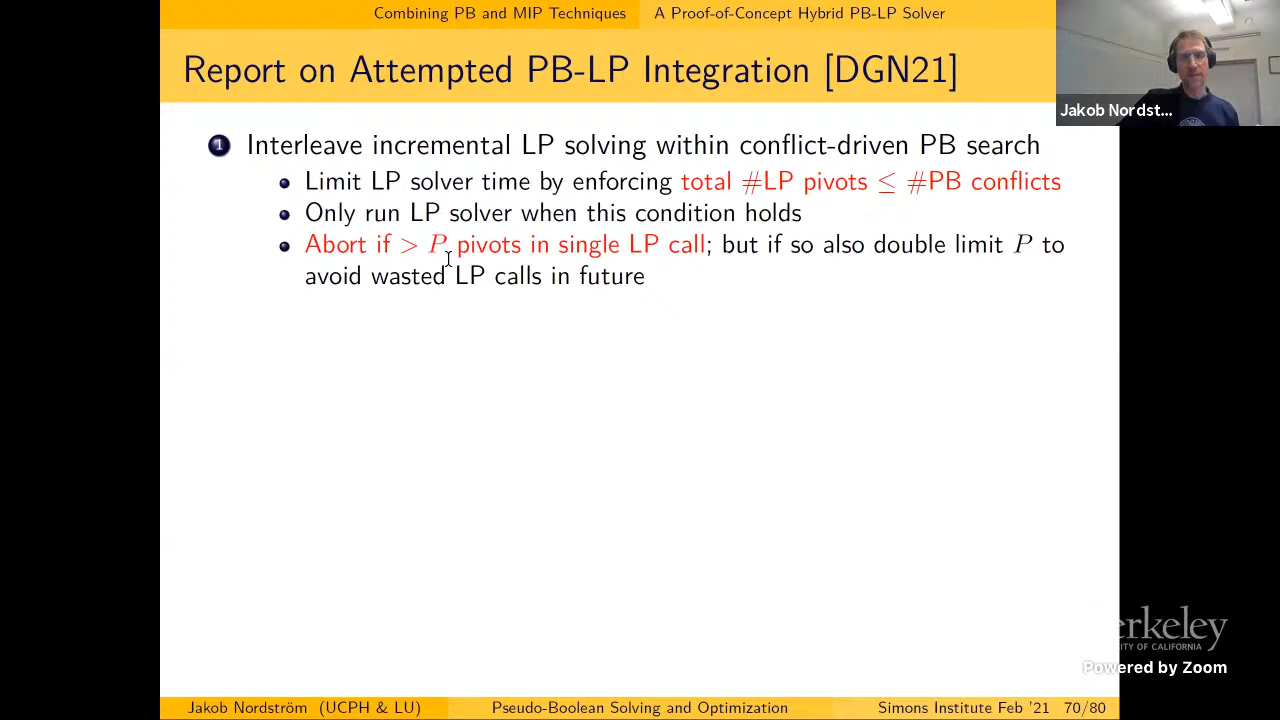 Combining PB and MIP Techniques A Proof-of-Concept Hybrid PB-LP Solver
Report on Attempted PB-LP Integration [DGN21]
Jakob Nordst...
1 Interleave incremental LP solving within conflict-driven PB search
Limit LP solver time by enforcing total #LP pivots ≤ #PB conflicts
Only run LP solver when this condition holds
Abort if > P pivots in single LP call; but if so also double limit P to
avoid wasted LP calls in future
erkeley
TY OF CALIFORNIA
Powered by Zoom
Jakob Nordström (UCPH & LU) Pseudo-Boolean Solving and Optimization Simons Institute Feb '21 70/80